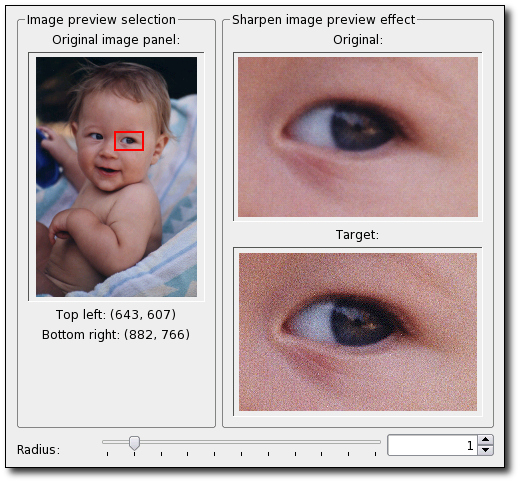 Image preview selection
Original image panel:
Top left: (643, 607)
Bottom right: (882, 766)
Sharpen image preview effect
Original:
Target:
Radius:
1